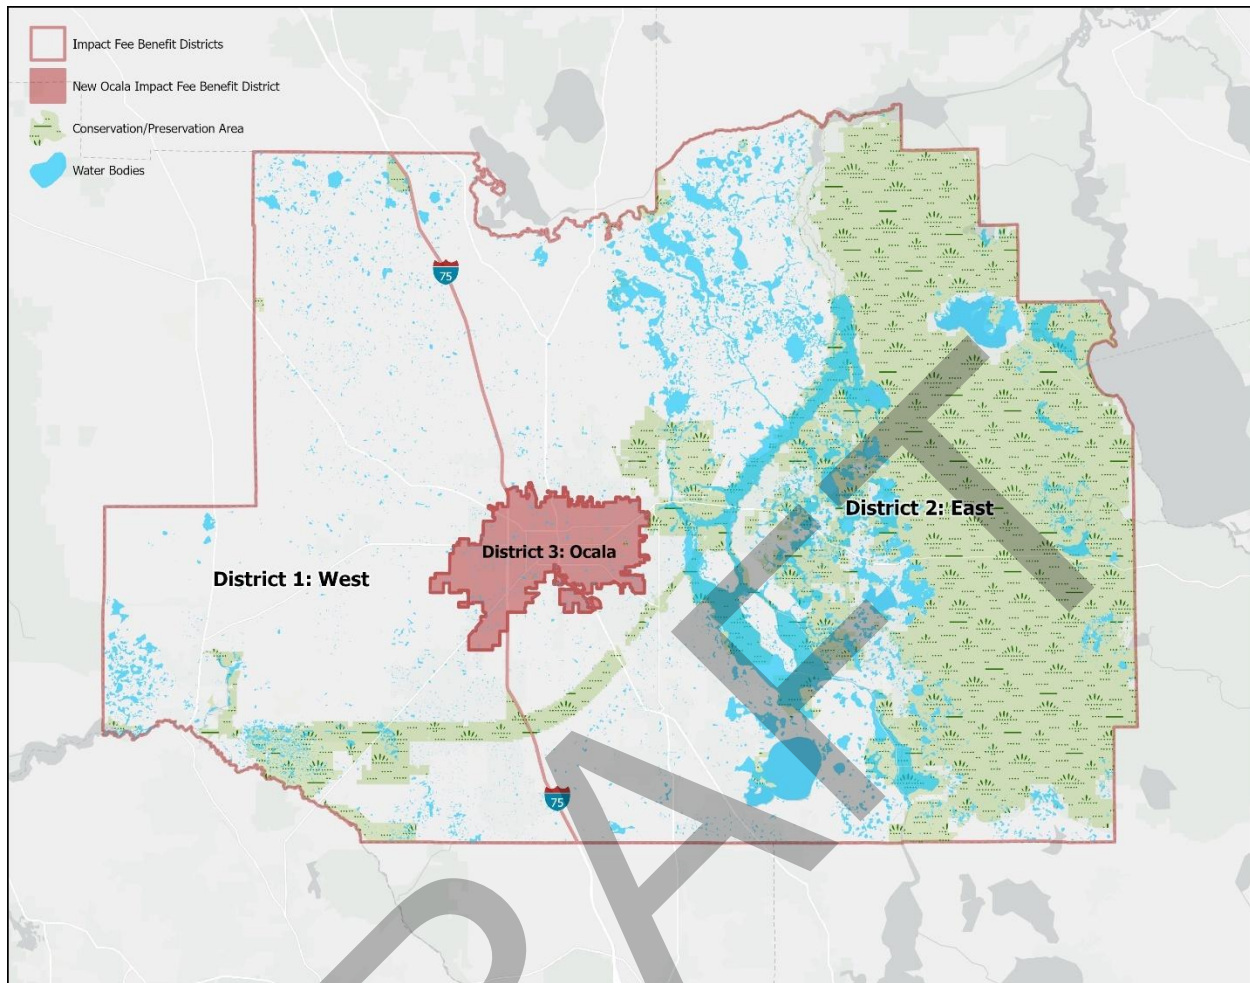 Impact Fee Benefit Districts
New Ocala Impact Fee Benefit District
Conservation/Preservation Area
Water Bodies
75
District 2: East
District 3: Ocala
District 1: West
75
DRAFT